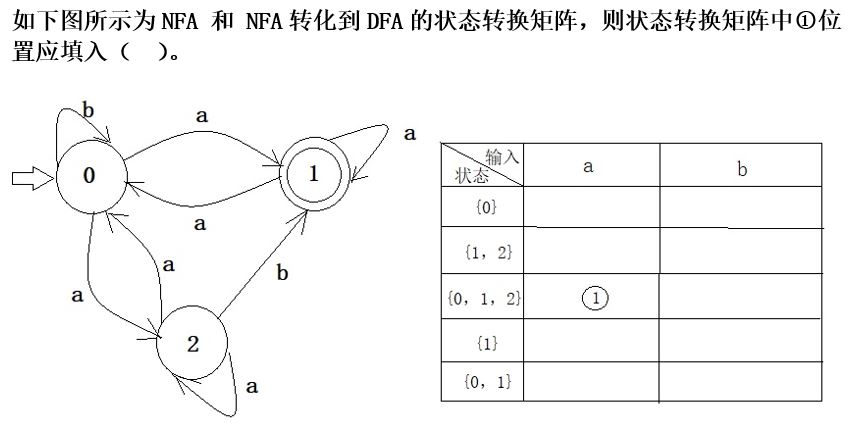 如下图所示为NFA 和 NFA转化到DFA的状态转换矩阵，则状态转换矩阵中①位
置应填入（ ）。
b
a
a
0
1
a
a
a
b
2
a
输入
状态
a
b
{0}
{1, 2}
{0, 1, 2}
①
{1}
{0, 1}